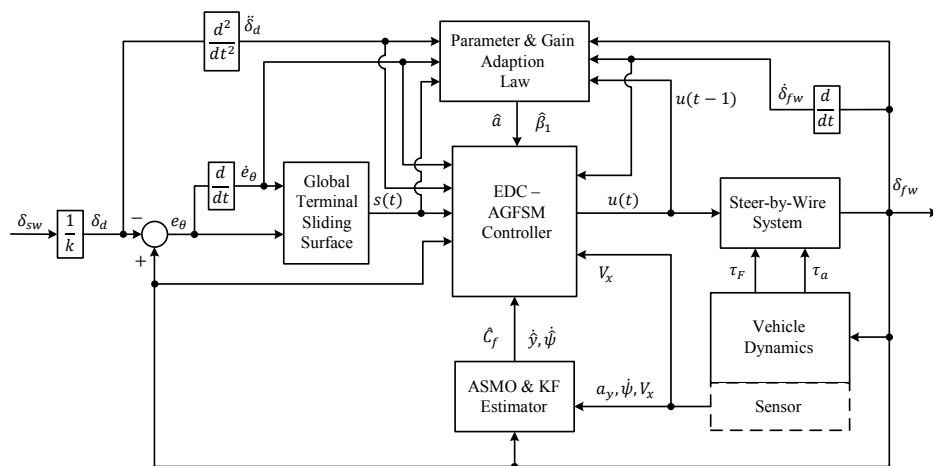 d²
dt²
δ̈_d
Parameter & Gain
Adaption
Law
u(t − 1)
δ̇_fw
d
dt
â
β̂₁
d
dt
ė_θ
Global
Terminal
Sliding
Surface
s(t)
EDC –
AGFSM
Controller
u(t)
Steer-by-Wire
System
δ_fw
δ_sw
1
k
δ_d
−
+
e_θ
V_x
τ_F
τ_a
Vehicle
Dynamics
Ĉ_f
ẏ̂, ψ̇̂
ASMO & KF
Estimator
a_y, ψ̇, V_x
Sensor